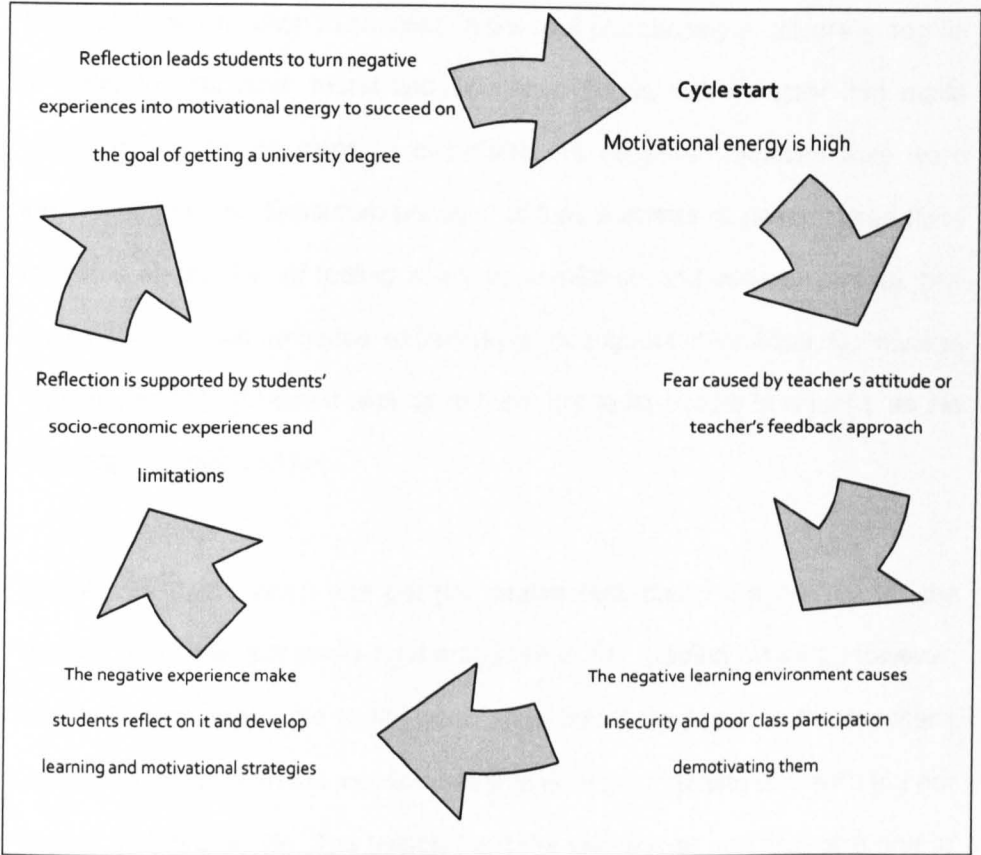 Cycle start
Motivational energy is high
Fear caused by teacher's attitude or
teacher's feedback approach
The negative learning environment causes
Insecurity and poor class participation
demotivating them
The negative experience make
students reflect on it and develop
learning and motivational strategies
Reflection is supported by students'
socio-economic experiences and
limitations
Reflection leads students to turn negative
experiences into motivational energy to succeed on
the goal of getting a university degree